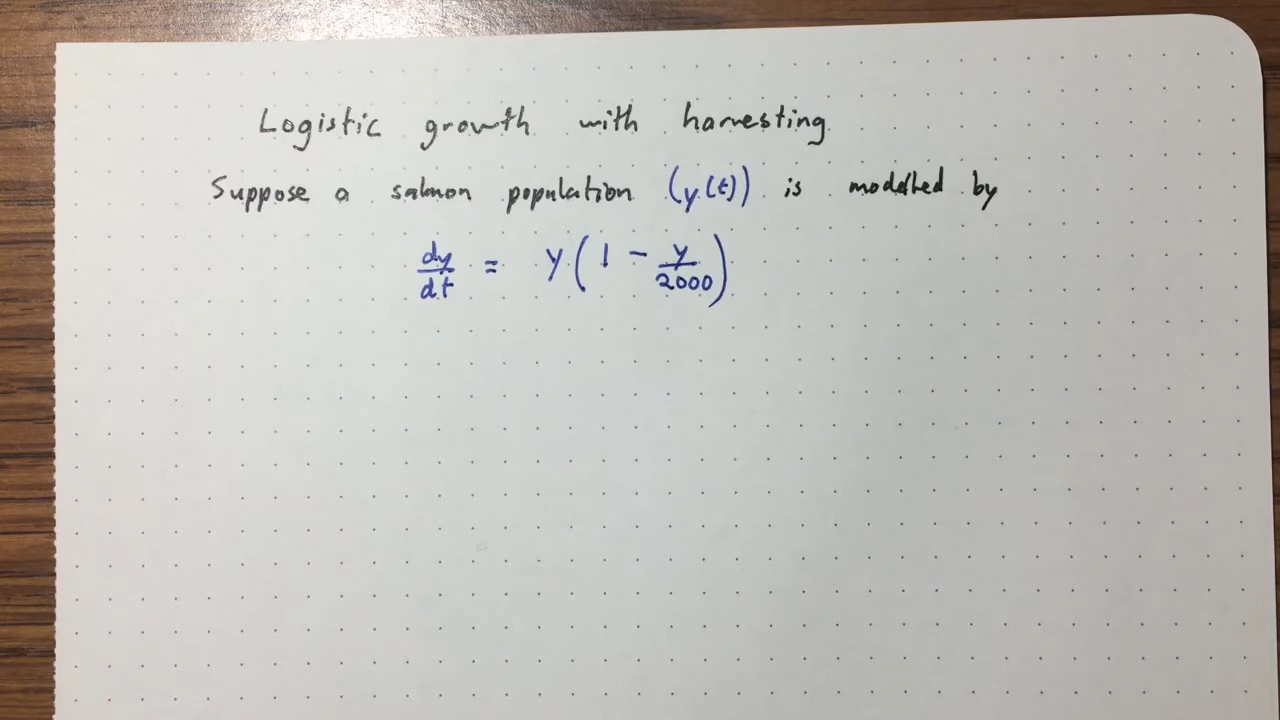 Logistic growth with harvesting
Suppose a salmon population (y(t)) is modelled by
dy/dt = y(1 - y/2000)